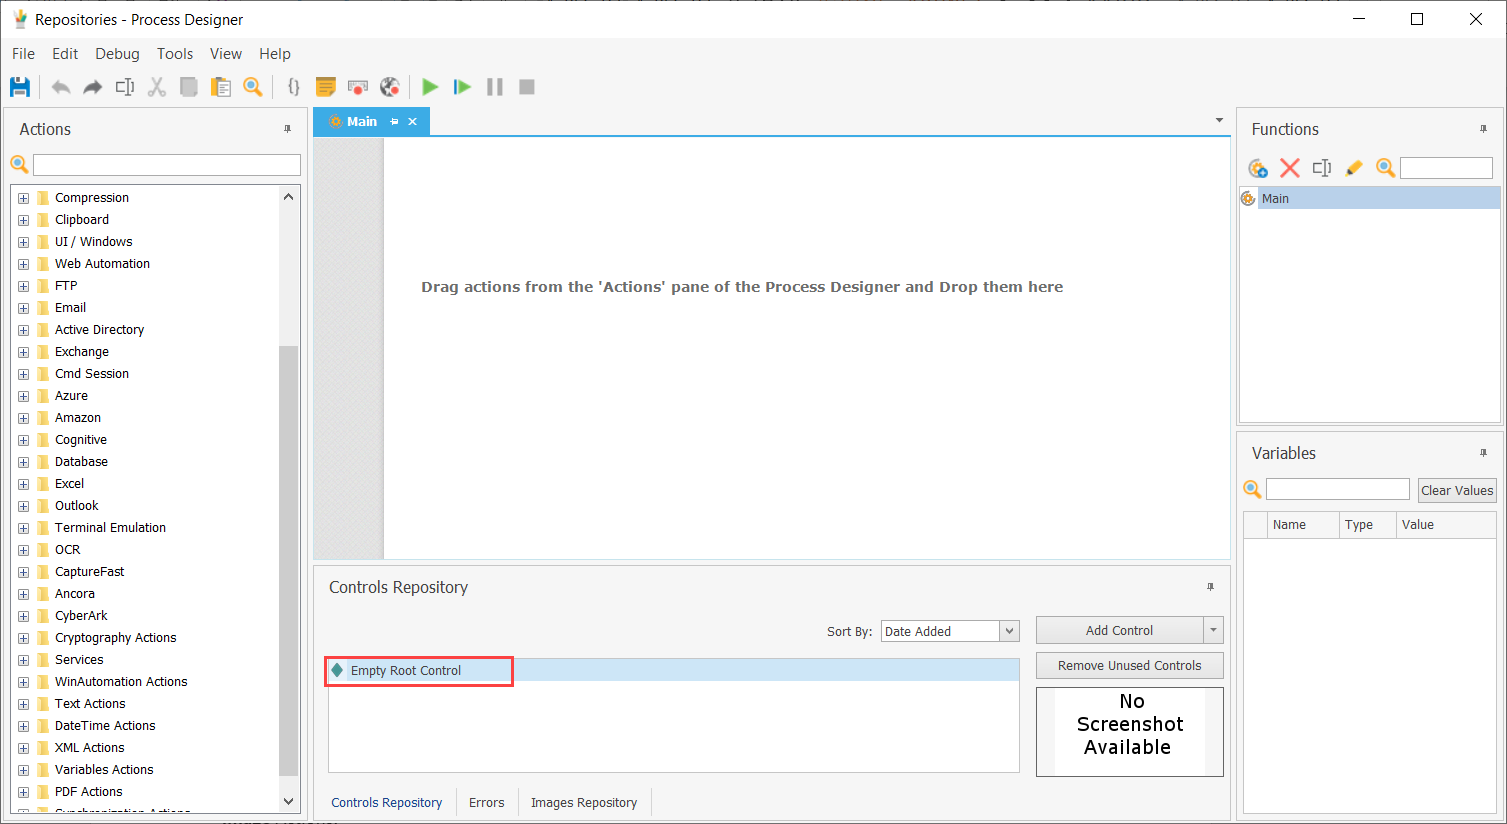 Repositories - Process Designer
File Edit Debug Tools View Help
Actions
Compression
Clipboard
UI / Windows
Web Automation
FTP
Email
Active Directory
Exchange
Cmd Session
Azure
Amazon
Cognitive
Database
Excel
Outlook
Terminal Emulation
OCR
CaptureFast
Ancora
CyberArk
Cryptography Actions
Services
WinAutomation Actions
Text Actions
DateTime Actions
XML Actions
Variables Actions
PDF Actions
Synchronization Actions
Main
Drag actions from the 'Actions' pane of the Process Designer and Drop them here
Controls Repository
Sort By: Date Added
Add Control
Empty Root Control
Remove Unused Controls
No
Screenshot
Available
Controls Repository Errors Images Repository
Functions
Main
Variables
Clear Values
Name Type Value